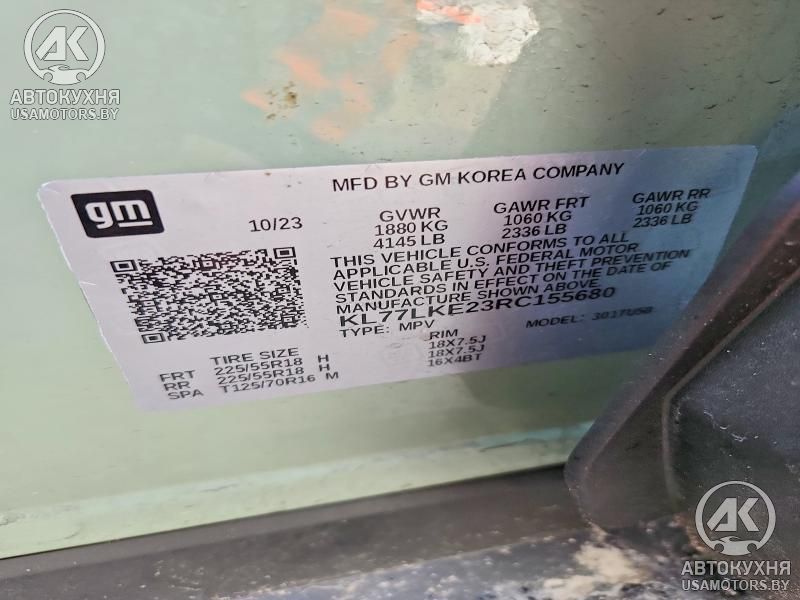 AK
АВТОКУХНЯ
USAMOTORS.BY
MFD BY GM KOREA COMPANY
gm
10/23
GVWR GAWR FRT GAWR RR
1880 KG 1060 KG 1060 KG
4145 LB 2336 LB 2336 LB
THIS VEHICLE CONFORMS TO ALL
APPLICABLE U.S. FEDERAL MOTOR
VEHICLE SAFETY AND THEFT PREVENTION
STANDARDS IN EFFECT ON THE DATE OF
MANUFACTURE SHOWN ABOVE.
KL77LKE23RC155680
TYPE: MPV MODEL: 301TU58
TIRE SIZE RIM
FRT 225/55R18 H 18X7.5J
RR 225/55R18 H 18X7.5J
SPA T125/70R16 M 16X4BT
AK
АВТОКУХНЯ
USAMOTORS.BY